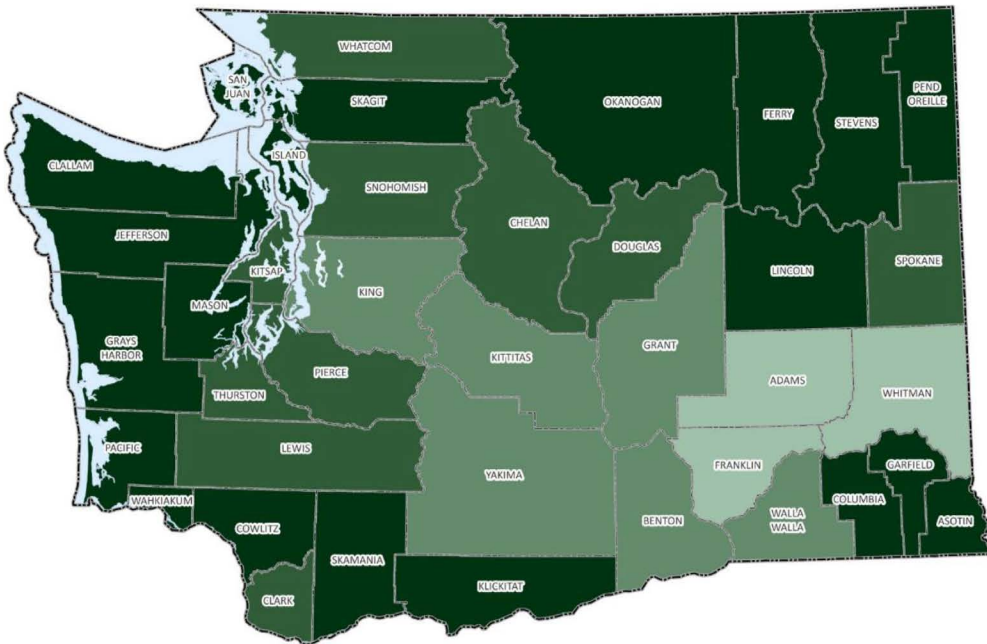 WHATCOM
SAN
JUAN
SKAGIT
OKANOGAN
FERRY
STEVENS
PEND
OREILLE
CLALLAM
ISLAND
SNOHOMISH
CHELAN
DOUGLAS
JEFFERSON
KITSAP
KING
LINCOLN
SPOKANE
MASON
GRAYS
HARBOR
PIERCE
KITTITAS
GRANT
ADAMS
WHITMAN
THURSTON
PACIFIC
LEWIS
YAKIMA
FRANKLIN
GARFIELD
WAHKIAKUM
COWLITZ
BENTON
WALLA
WALLA
COLUMBIA
ASOTIN
SKAMANIA
KLICKITAT
CLARK